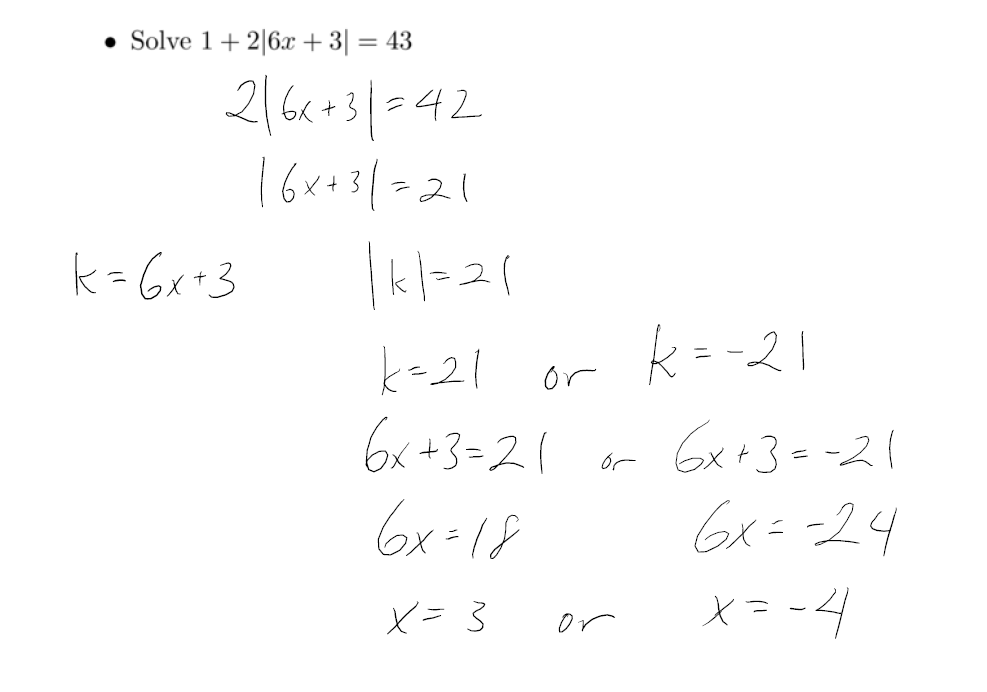 • Solve 1 + 2|6x + 3| = 43
2|6x+3|=42
|6x+3|=21
k=6x+3 |k|=21
k=21 or k=-21
6x+3=21 or 6x+3=-21
6x=18 6x=-24
x=3 or x=-4